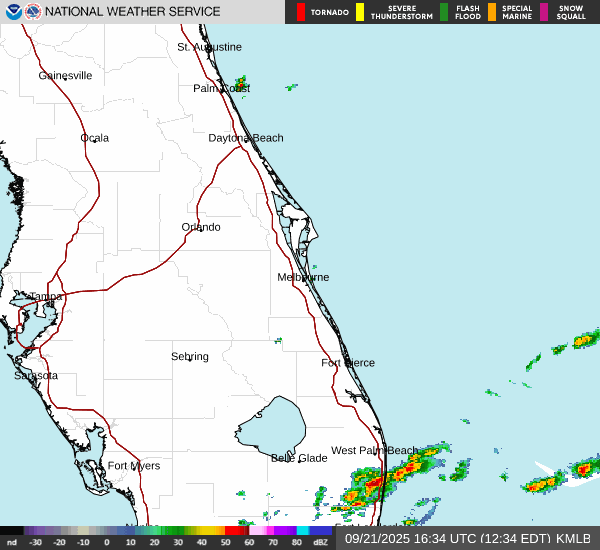 NATIONAL WEATHER SERVICE
TORNADO
SEVERE
THUNDERSTORM
FLASH
FLOOD
SPECIAL
MARINE
SNOW
SQUALL
St. Augustine
Gainesville
Palm Coast
Ocala
Daytona Beach
Orlando
Melbourne
Tampa
Sebring
Fort Pierce
Sarasota
West Palm Beach
Belle Glade
Fort Myers
nd -30 -20 -10 0 10 20 30 40 50 60 70 80 dBZ
09/21/2025 16:34 UTC (12:34 EDT) KMLB